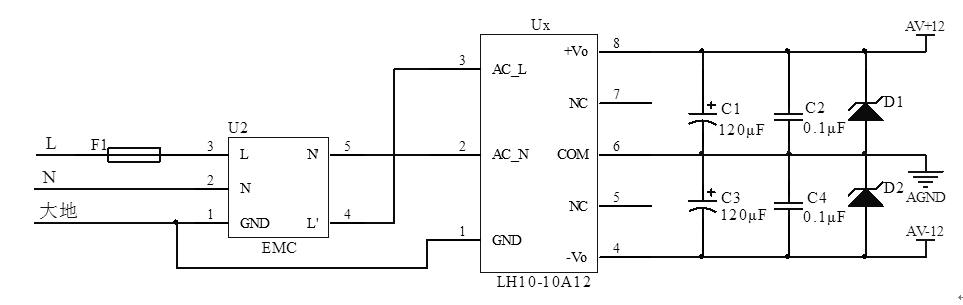 Ux
AV+12
+Vo 8
3 AC_L
NC 7
C1 120μF
C2 0.1μF
D1
U2
L F1 3 L N 5
2 AC_N COM 6
N 2 N
大地 1 GND L' 4
EMC
NC 5
C3 120μF
C4 0.1μF
D2
AGND
1 GND
-Vo 4
AV-12
LH10-10A12